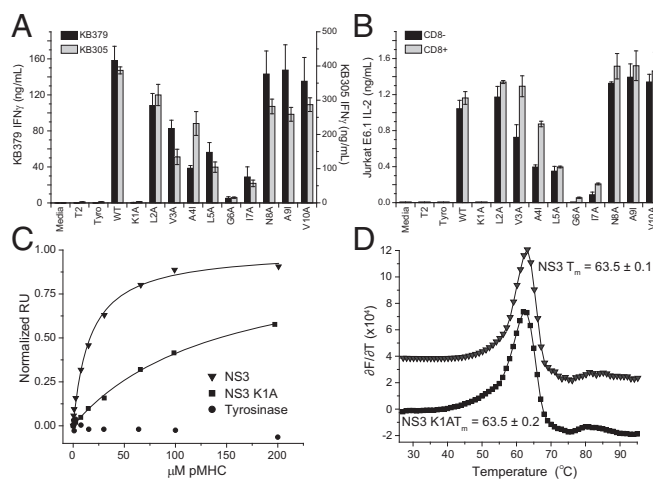 A
KB379
KB305
KB379 IFNγ (ng/mL)
160
120
80
40
0
500
400
300
200
100
0
KB305 IFNγ (ng/mL)
Media
T2
Tyro
WT
K1A
L2A
V3A
A4I
L5A
G6A
I7A
N8A
A9I
V10A
B
CD8-
CD8+
Jurkat E6.1 IL-2 (ng/mL)
2.0
1.5
1.0
0.5
0.0
Media
T2
Tyro
WT
K1A
L2A
V3A
A4I
L5A
G6A
I7A
N8A
A9I
V10A
C
Normalized RU
1.00
0.75
0.50
0.25
0.00
NS3
NS3 K1A
Tyrosinase
0 50 100 150 200
μM pMHC
D
∂F/∂T (x10⁴)
12
10
8
6
4
2
0
-2
NS3 Tm = 63.5 ± 0.1
NS3 K1ATm = 63.5 ± 0.2
30 40 50 60 70 80 90
Temperature (°C)